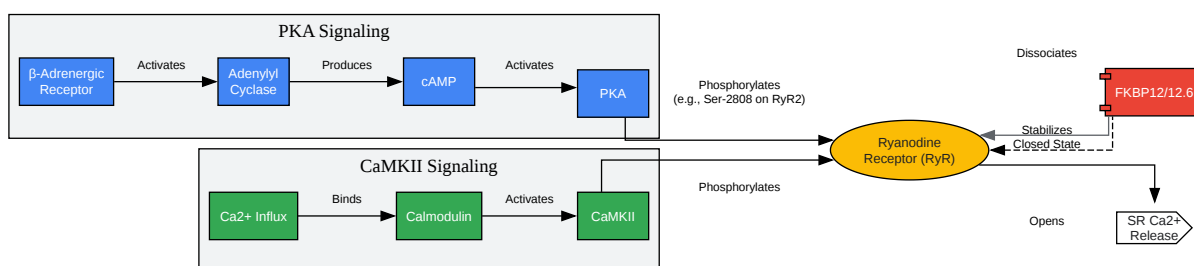 PKA Signaling
β-Adrenergic
Receptor
Activates
Adenylyl
Cyclase
Produces
cAMP
Activates
PKA
Phosphorylates
(e.g., Ser-2808 on RyR2)
Dissociates
FKBP12/12.6
Stabilizes
Closed State
Ryanodine
Receptor (RyR)
CaMKII Signaling
Ca2+ Influx
Binds
Calmodulin
Activates
CaMKII
Phosphorylates
Opens
SR Ca2+
Release